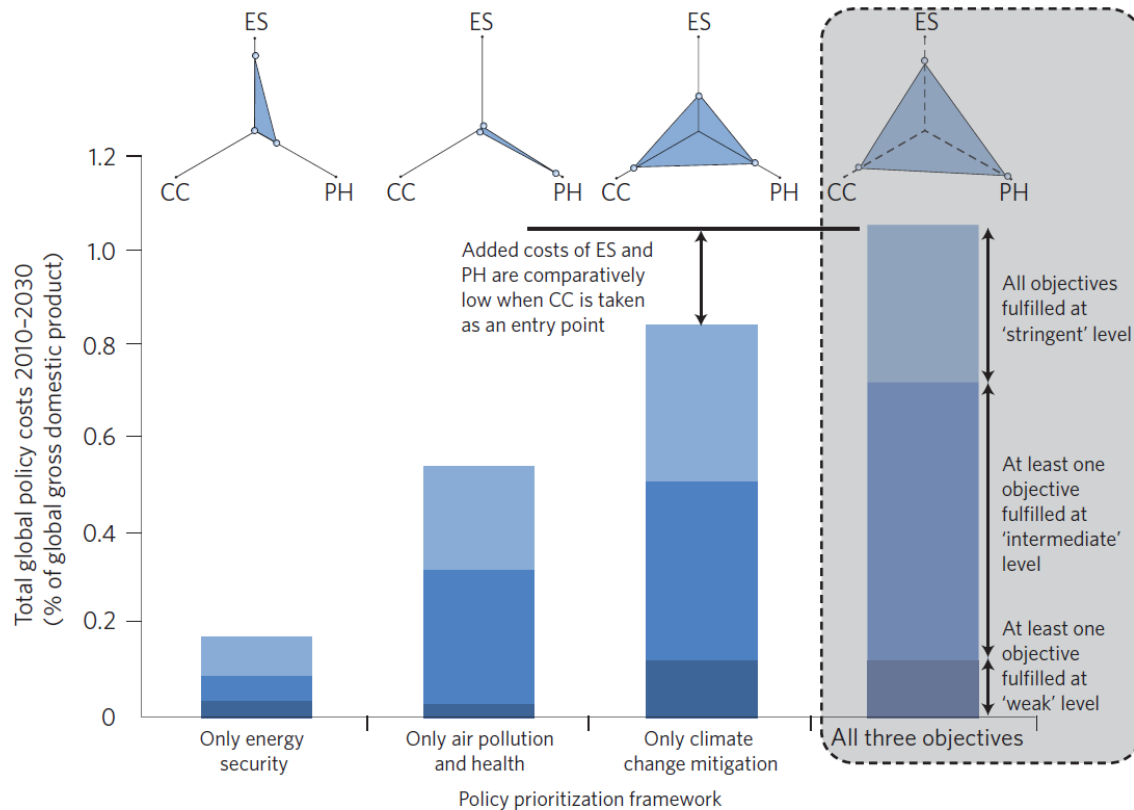 ES
ES
ES
ES
CC
PH
CC
PH
CC
PH
CC
PH
Total global policy costs 2010–2030
(% of global gross domestic product)
1.2
1.0
0.8
0.6
0.4
0.2
0
Added costs of ES and
PH are comparatively
low when CC is taken
as an entry point
All objectives
fulfilled at
‘stringent’ level
At least one
objective
fulfilled at
‘intermediate’
level
At least one
objective
fulfilled at
‘weak’ level
Only energy
security
Only air pollution
and health
Only climate
change mitigation
All three objectives
Policy prioritization framework